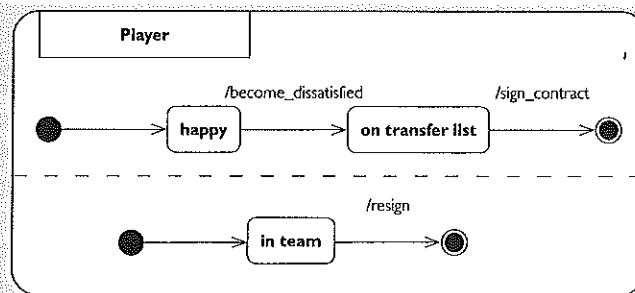 Player
/become_dissatisfied
/sign_contract
happy
on transfer list
/resign
in team